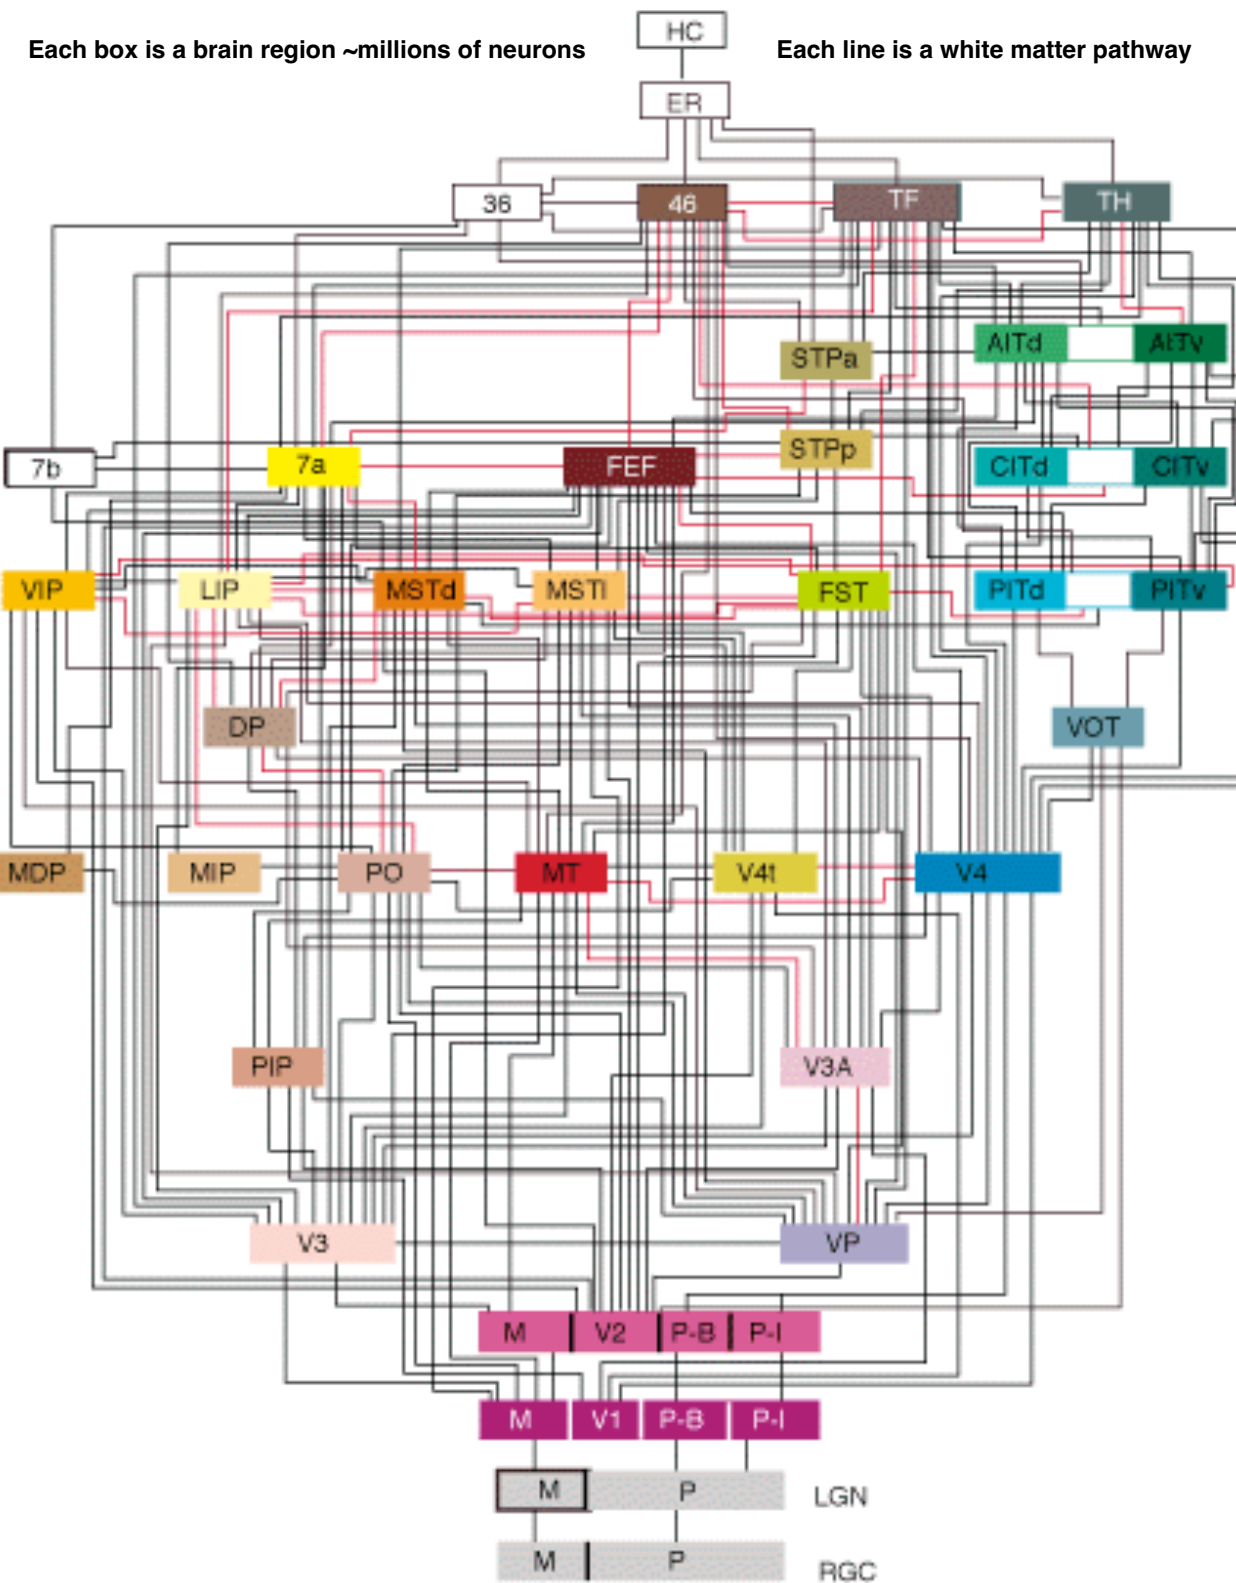 HC
Each box is a brain region ~millions of neurons
Each line is a white matter pathway
ER
36
46
TF
TH
STPa
AITd
AITv
7b
7a
FEF
STPp
CITd
CITv
VIP
LIP
MSTd
MSTl
FST
PITd
PITv
DP
VOT
MDP
MIP
PO
MT
V4t
V4
PIP
V3A
V3
VP
M V2 P-B P-I
M V1 P-B P-I
M P LGN
M P RGC